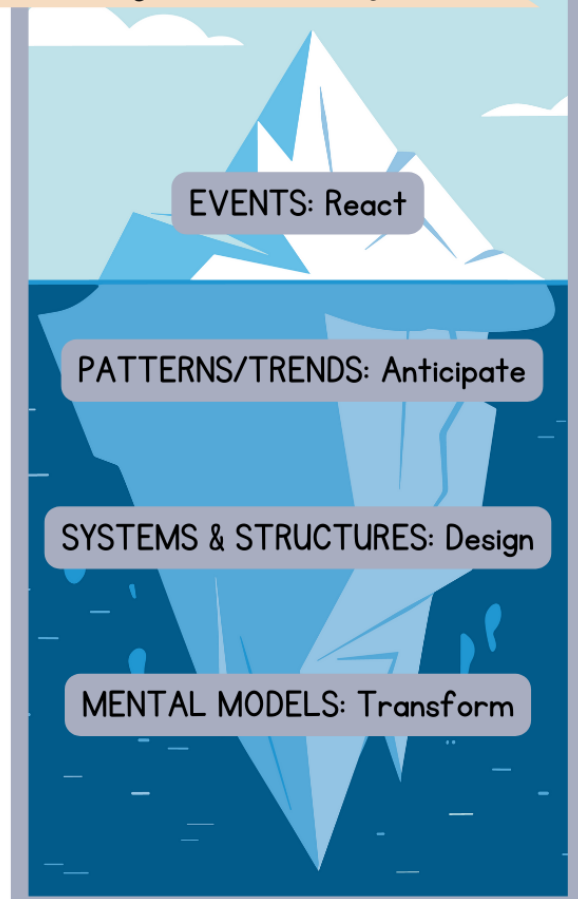 EVENTS: React
PATTERNS/TRENDS: Anticipate
SYSTEMS & STRUCTURES: Design
MENTAL MODELS: Transform